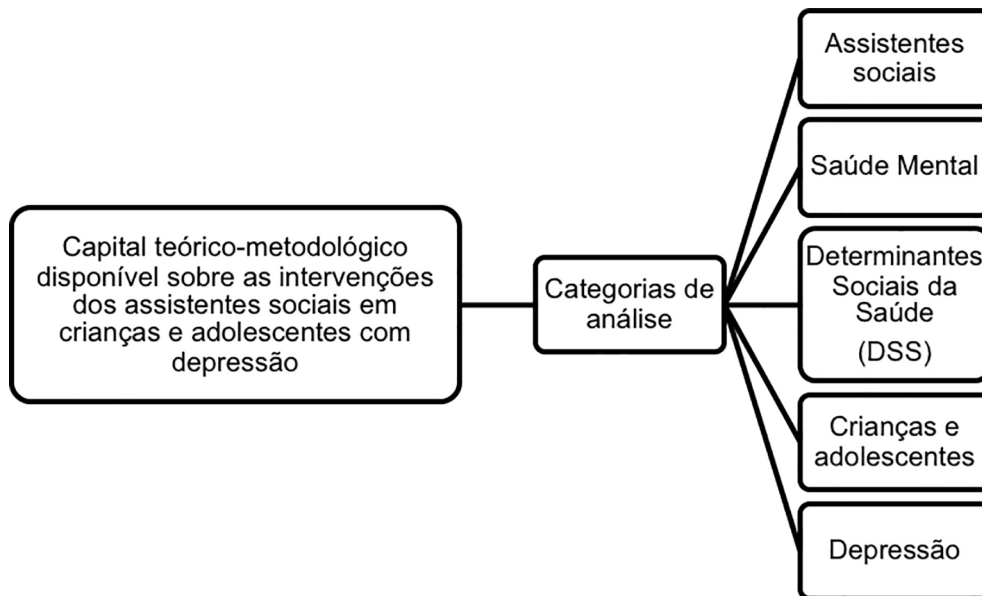 Capital teórico-metodológico
disponível sobre as intervenções
dos assistentes sociais em
crianças e adolescentes com
depressão
Categorias de
análise
Assistentes
sociais
Saúde Mental
Determinantes
Sociais da
Saúde
(DSS)
Crianças e
adolescentes
Depressão